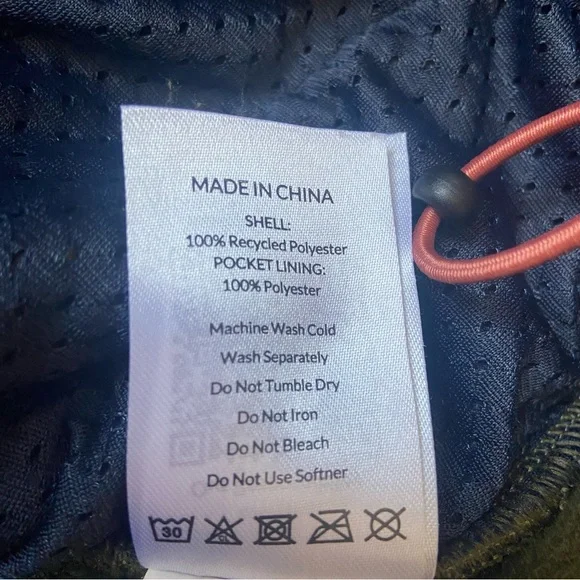 MADE IN CHINA
SHELL:
100% Recycled Polyester
POCKET LINING:
100% Polyester
Machine Wash Cold
Wash Separately
Do Not Tumble Dry
Do Not Iron
Do Not Bleach
Do Not Use Softner
30